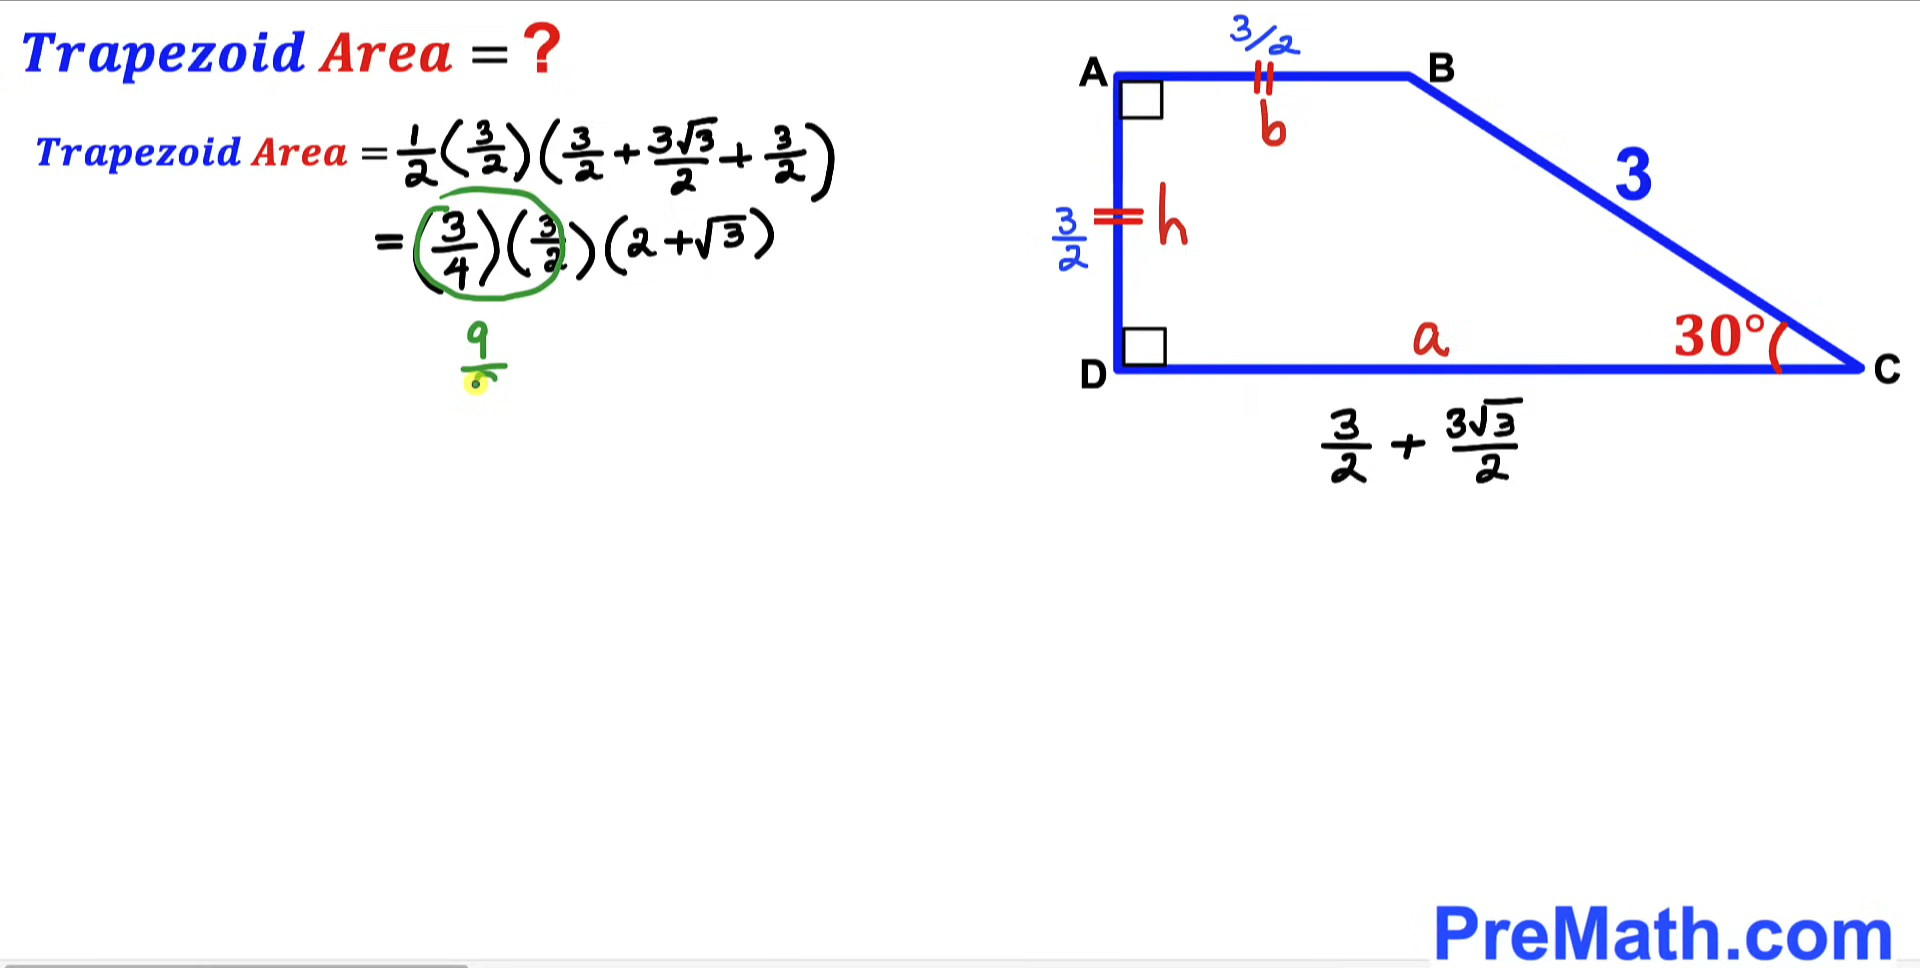 Trapezoid Area = ?
Trapezoid Area = 1/2 (3/2) (3/2 + 3√3/2 + 3/2)
= (3/4) (3/2) (2 + √3)
9
3/2
A
B
b
3
3/2
h
a
30°
D
C
3/2 + 3√3/2
PreMath.com